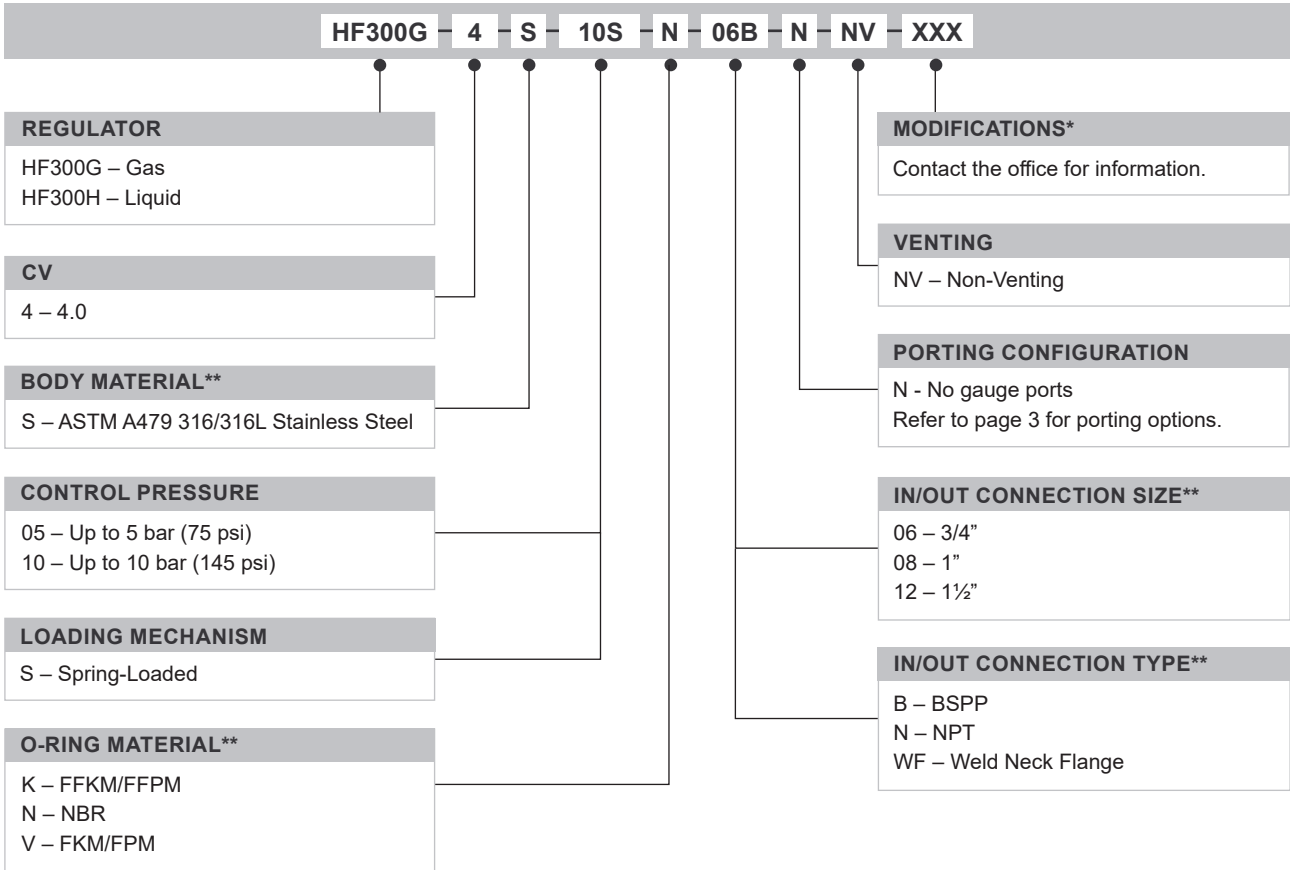 HF300G 4 S 10S N 06B N NV XXX
REGULATOR
HF300G – Gas
HF300H – Liquid
CV
4 – 4.0
BODY MATERIAL**
S – ASTM A479 316/316L Stainless Steel
CONTROL PRESSURE
05 – Up to 5 bar (75 psi)
10 – Up to 10 bar (145 psi)
LOADING MECHANISM
S – Spring-Loaded
O-RING MATERIAL**
K – FFKM/FFPM
N – NBR
V – FKM/FPM
MODIFICATIONS*
Contact the office for information.
VENTING
NV – Non-Venting
PORTING CONFIGURATION
N - No gauge ports
Refer to page 3 for porting options.
IN/OUT CONNECTION SIZE**
06 – 3/4”
08 – 1”
12 – 1½”
IN/OUT CONNECTION TYPE**
B – BSPP
N – NPT
WF – Weld Neck Flange